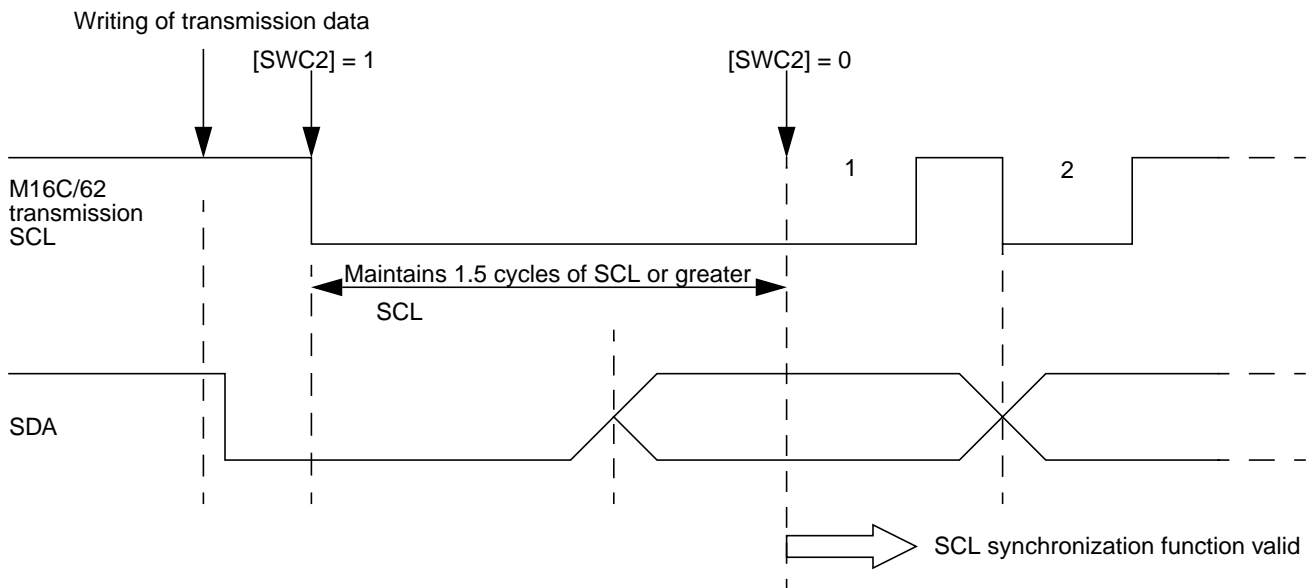 Writing of transmission data
[SWC2] = 1
[SWC2] = 0
1
2
M16C/62
transmission
SCL
Maintains 1.5 cycles of SCL or greater
SCL
SDA
SCL synchronization function valid